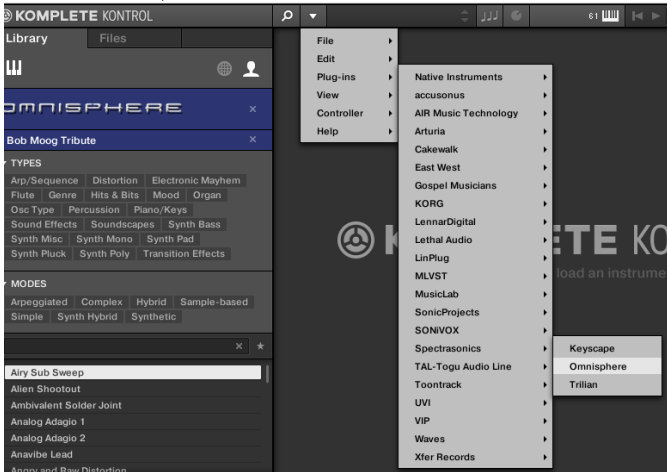 KOMPLETE KONTROL
61
Library Files
OMNISPHERE ×
Bob Moog Tribute ×
TYPES
Arp/Sequence Distortion Electronic Mayhem
Flute Genre Hits & Bits Mood Organ
Osc Type Percussion Piano/Keys
Sound Effects Soundscapes Synth Bass
Synth Misc Synth Mono Synth Pad
Synth Pluck Synth Poly Transition Effects
MODES
Arpeggiated Complex Hybrid Sample-based
Simple Synth Hybrid Synthetic
×
Airy Sub Sweep
Alien Shootout
Ambivalent Solder Joint
Analog Adagio 1
Analog Adagio 2
Anavibe Lead
Angry and Raw Distortion
File
Edit
Plug-ins
View
Controller
Help
Native Instruments
accusonus
AIR Music Technology
Arturia
Cakewalk
East West
Gospel Musicians
KORG
LennarDigital
Lethal Audio
LinPlug
MLVST
MusicLab
SonicProjects
SONiVOX
Spectrasonics
TAL-Togu Audio Line
Toontrack
UVI
VIP
Waves
Xfer Records
Keyscape
Omnisphere
Trilian
K ETE KO
load an instrume